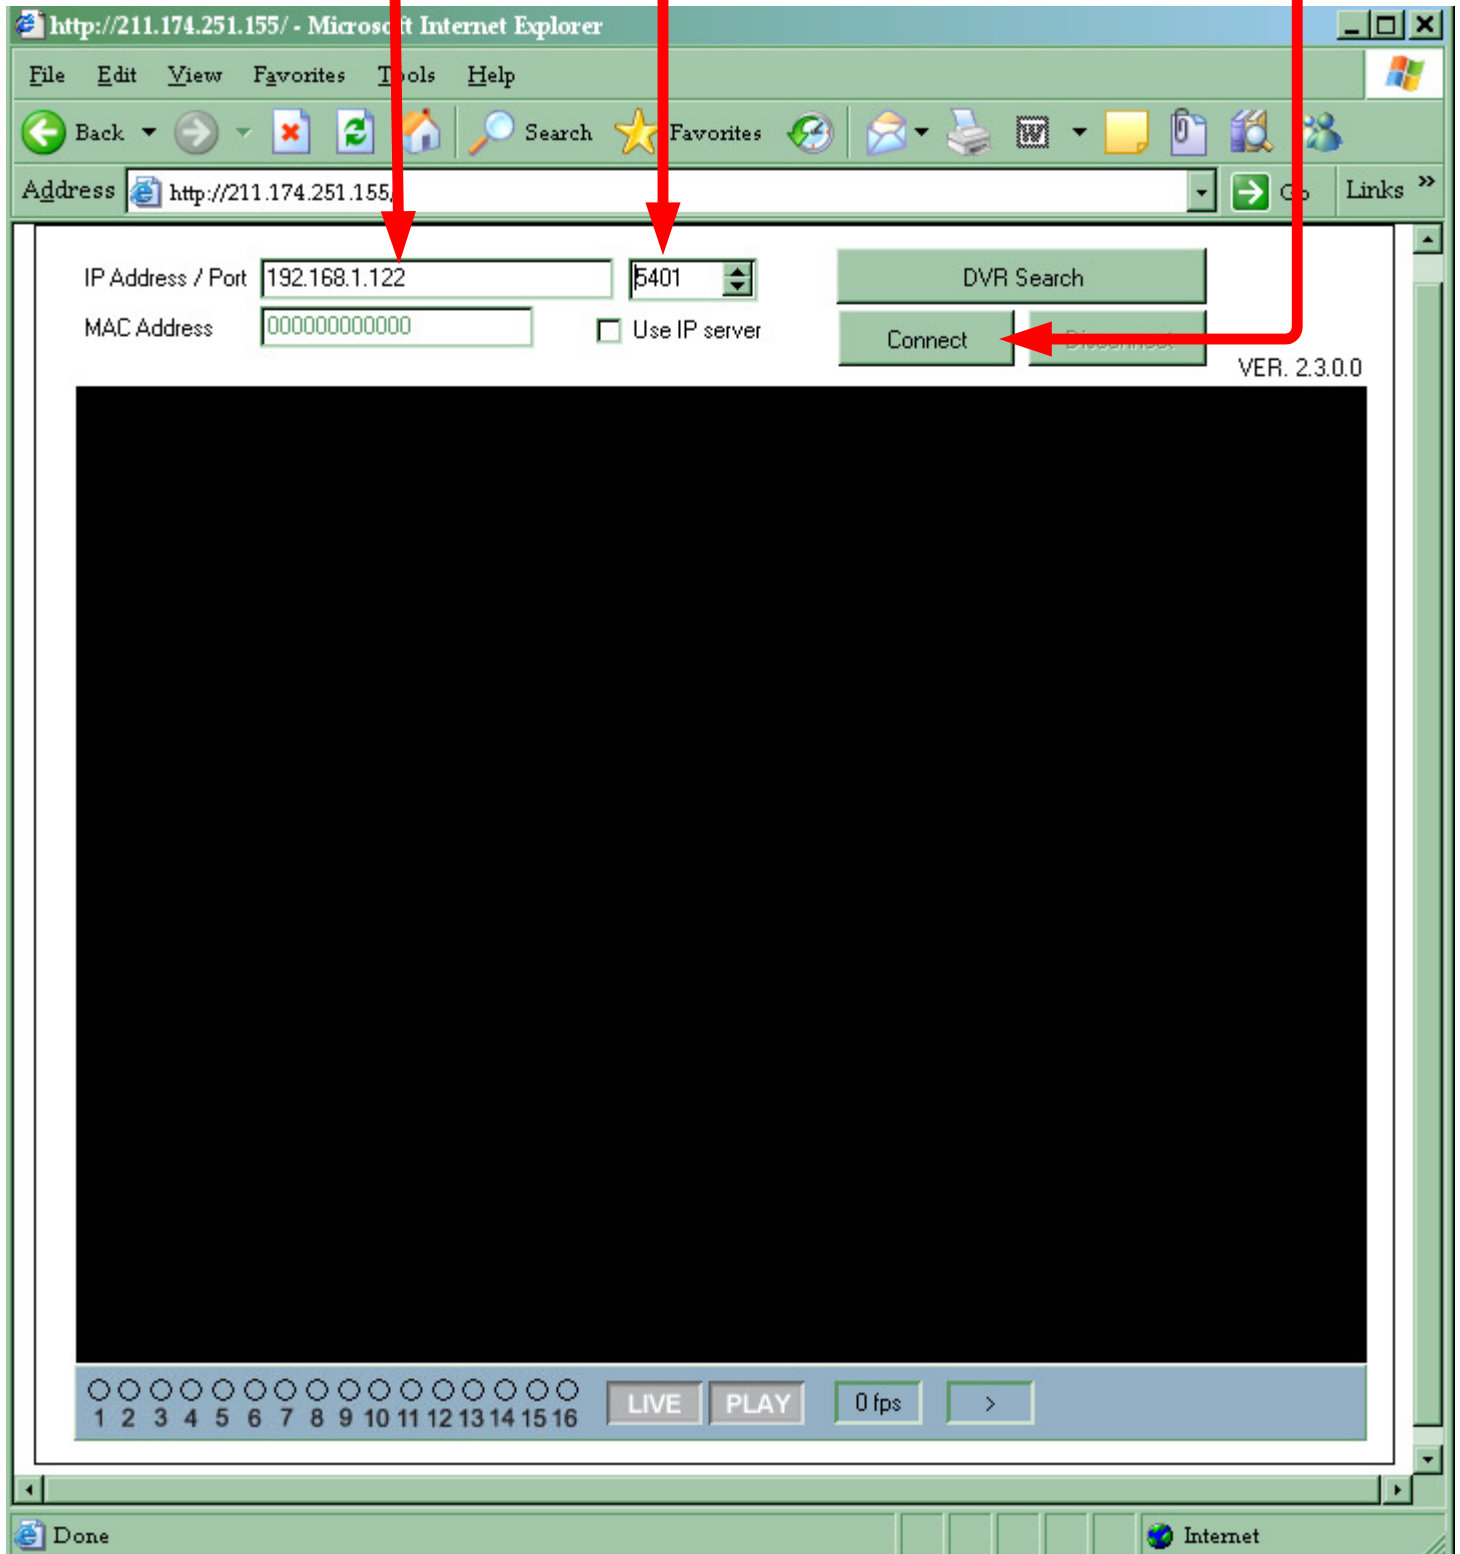 http://211.174.251.155/ - Microsoft Internet Explorer
File Edit View Favorites Tools Help
Back Search Favorites
Address http://211.174.251.155/ Go Links »
IP Address / Port 192.168.1.122 5401 DVR Search
MAC Address 000000000000 Use IP server Connect Disconnect
VER. 2.3.0.0
1 2 3 4 5 6 7 8 9 10 11 12 13 14 15 16 LIVE PLAY 0 fps >
Done Internet